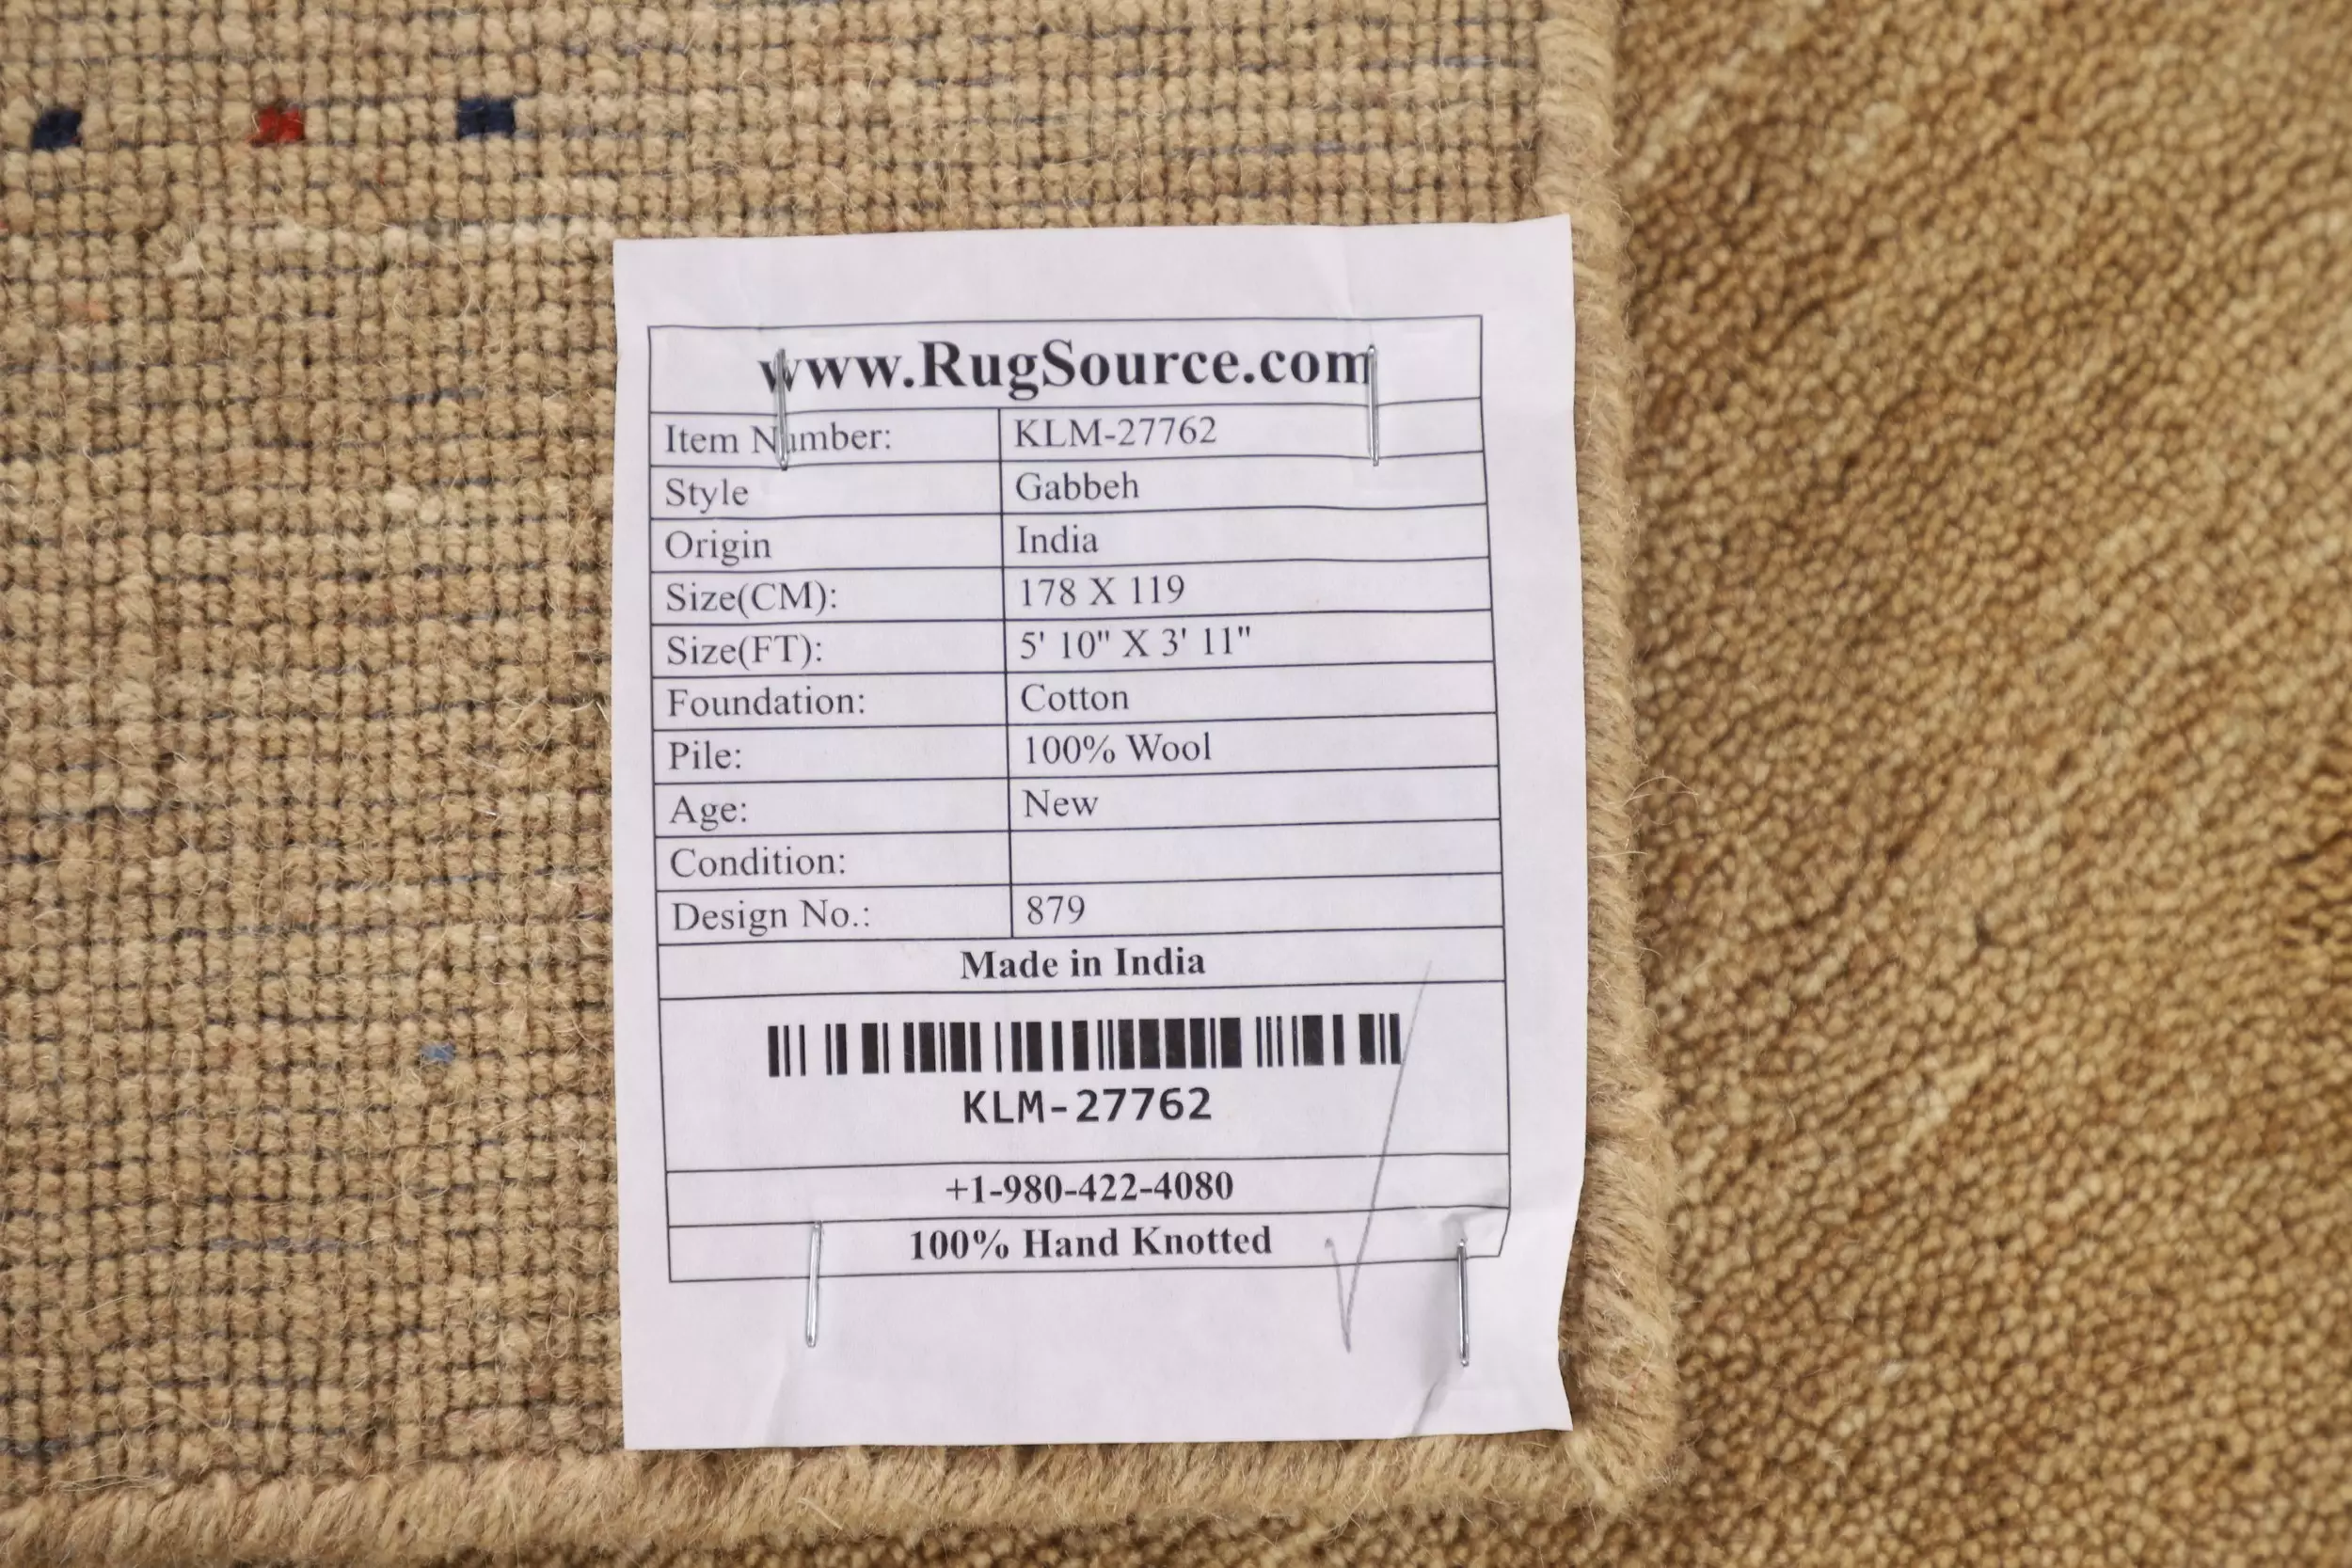 www.RugSource.com
Item Number: KLM-27762
Style Gabbeh
Origin India
Size(CM): 178 X 119
Size(FT): 5' 10" X 3' 11"
Foundation: Cotton
Pile: 100% Wool
Age: New
Condition:
Design No.: 879
Made in India
KLM-27762
+1-980-422-4080
100% Hand Knotted